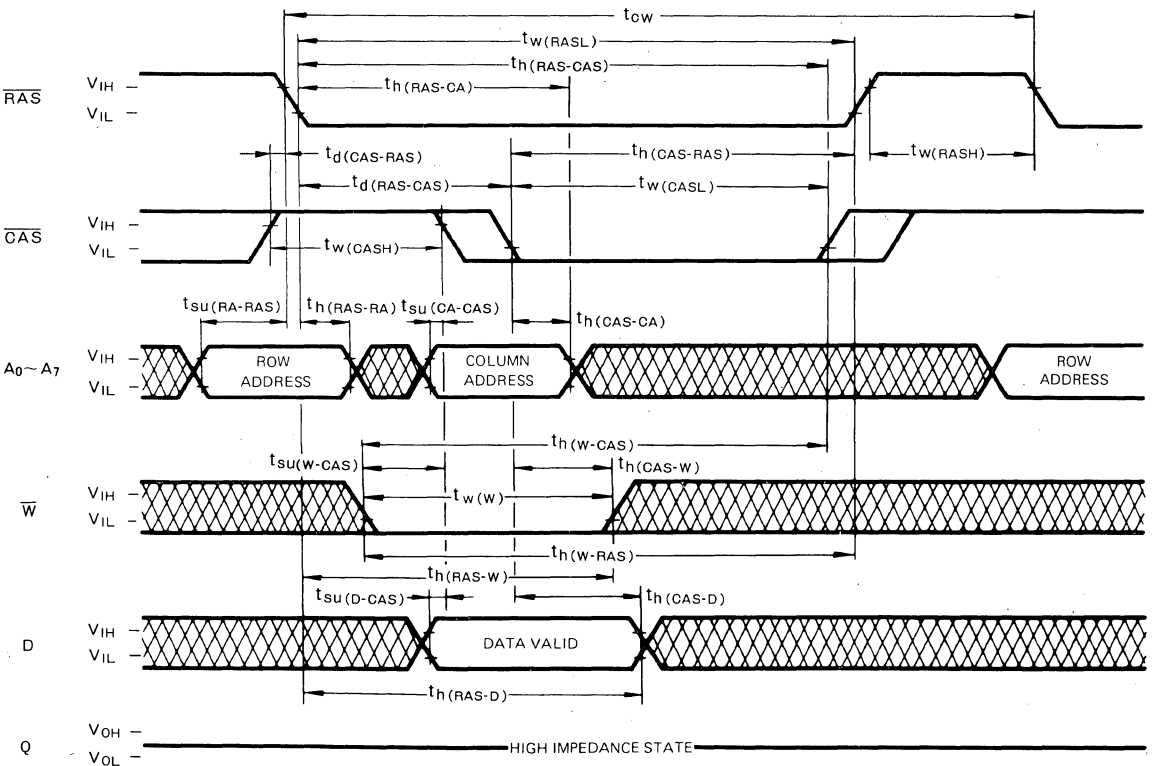 tCW
tW(RASL)
th(RAS-CAS)
th(RAS-CA)
RAS
VIH
VIL
td(CAS-RAS)
th(CAS-RAS)
tW(RASH)
td(RAS-CAS)
tW(CASL)
CAS
VIH
VIL
tW(CASH)
tsu(RA-RAS)
th(RAS-RA)
tsu(CA-CAS)
th(CAS-CA)
A0~A7
VIH
VIL
ROW
ADDRESS
COLUMN
ADDRESS
ROW
ADDRESS
th(W-CAS)
tsu(W-CAS)
th(CAS-W)
W
VIH
VIL
tW(W)
th(W-RAS)
th(RAS-W)
tsu(D-CAS)
th(CAS-D)
D
VIH
VIL
DATA VALID
th(RAS-D)
Q
VOH
VOL
HIGH IMPEDANCE STATE